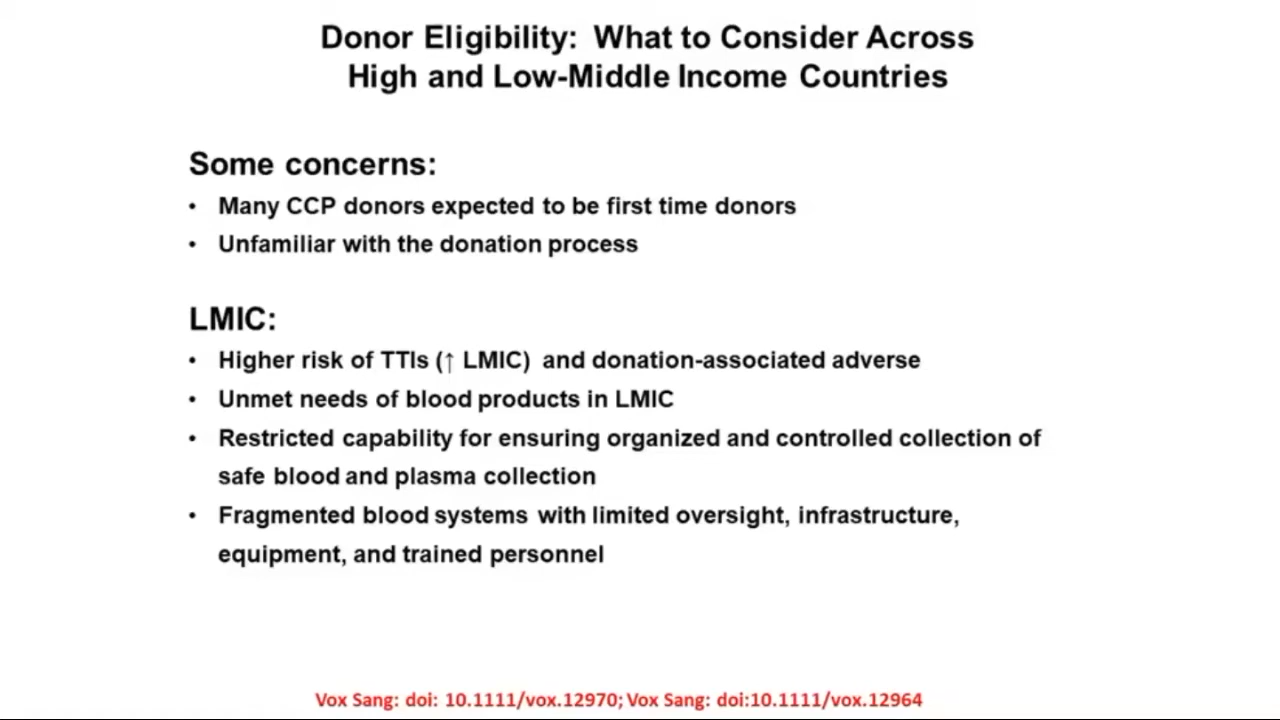 Donor Eligibility: What to Consider Across
High and Low-Middle Income Countries
Some concerns:
• Many CCP donors expected to be first time donors
• Unfamiliar with the donation process
LMIC:
• Higher risk of TTIs (↑ LMIC) and donation-associated adverse
• Unmet needs of blood products in LMIC
• Restricted capability for ensuring organized and controlled collection of
safe blood and plasma collection
• Fragmented blood systems with limited oversight, infrastructure,
equipment, and trained personnel
Vox Sang: doi: 10.1111/vox.12970; Vox Sang: doi:10.1111/vox.12964